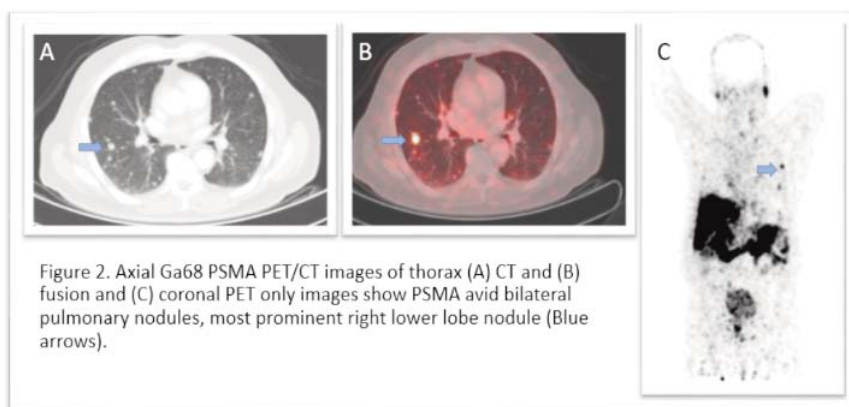 A
B
C
Figure 2. Axial Ga68 PSMA PET/CT images of thorax (A) CT and (B)
fusion and (C) coronal PET only images show PSMA avid bilateral
pulmonary nodules, most prominent right lower lobe nodule (Blue
arrows).